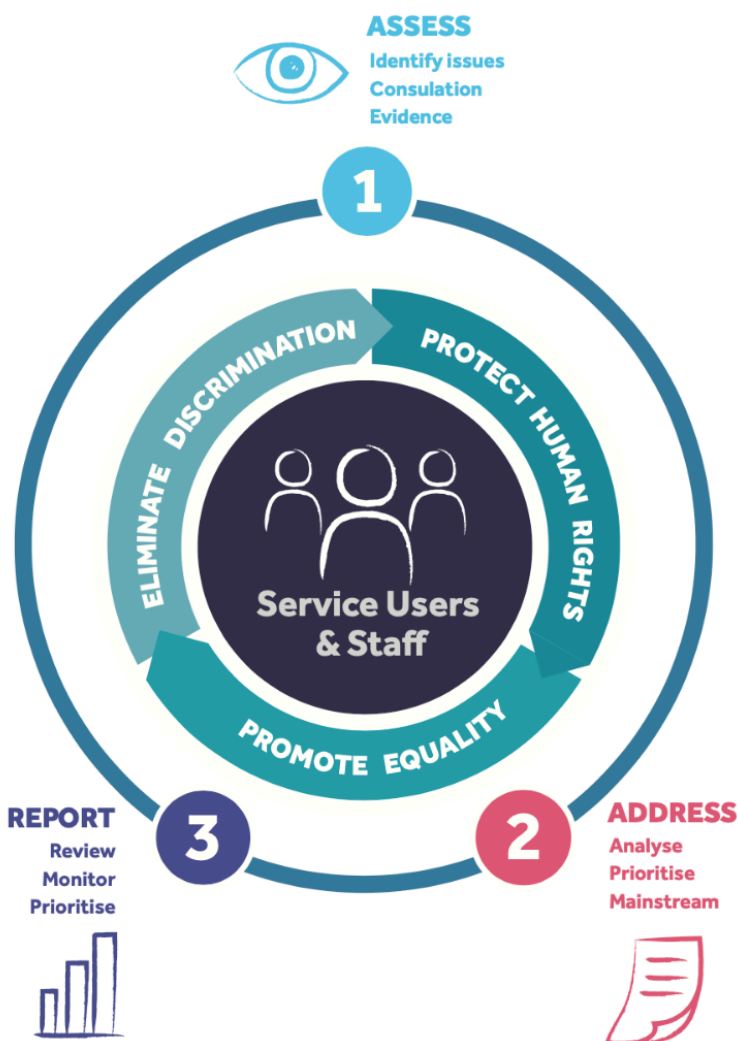 ASSESS
Identify issues
Consulation
Evidence
1
ELIMINATE DISCRIMINATION
PROTECT HUMAN RIGHTS
PROMOTE EQUALITY
Service Users
& Staff
2
ADDRESS
Analyse
Prioritise
Mainstream
3
REPORT
Review
Monitor
Prioritise